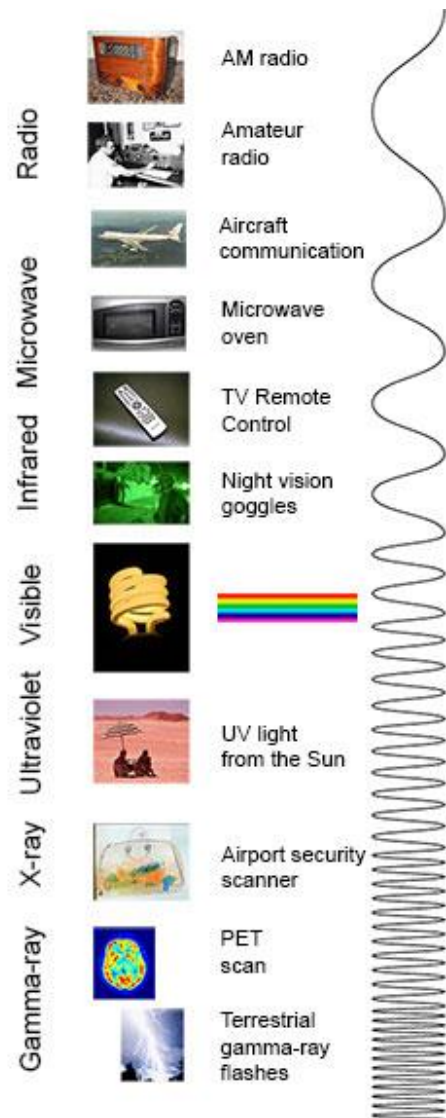 Radio
AM radio
Amateur
radio
Microwave
Aircraft
communication
Microwave
oven
Infrared
TV Remote
Control
Night vision
goggles
Visible
Ultraviolet
UV light
from the Sun
X-ray
Airport security
scanner
Gamma-ray
PET
scan
Terrestrial
gamma-ray
flashes